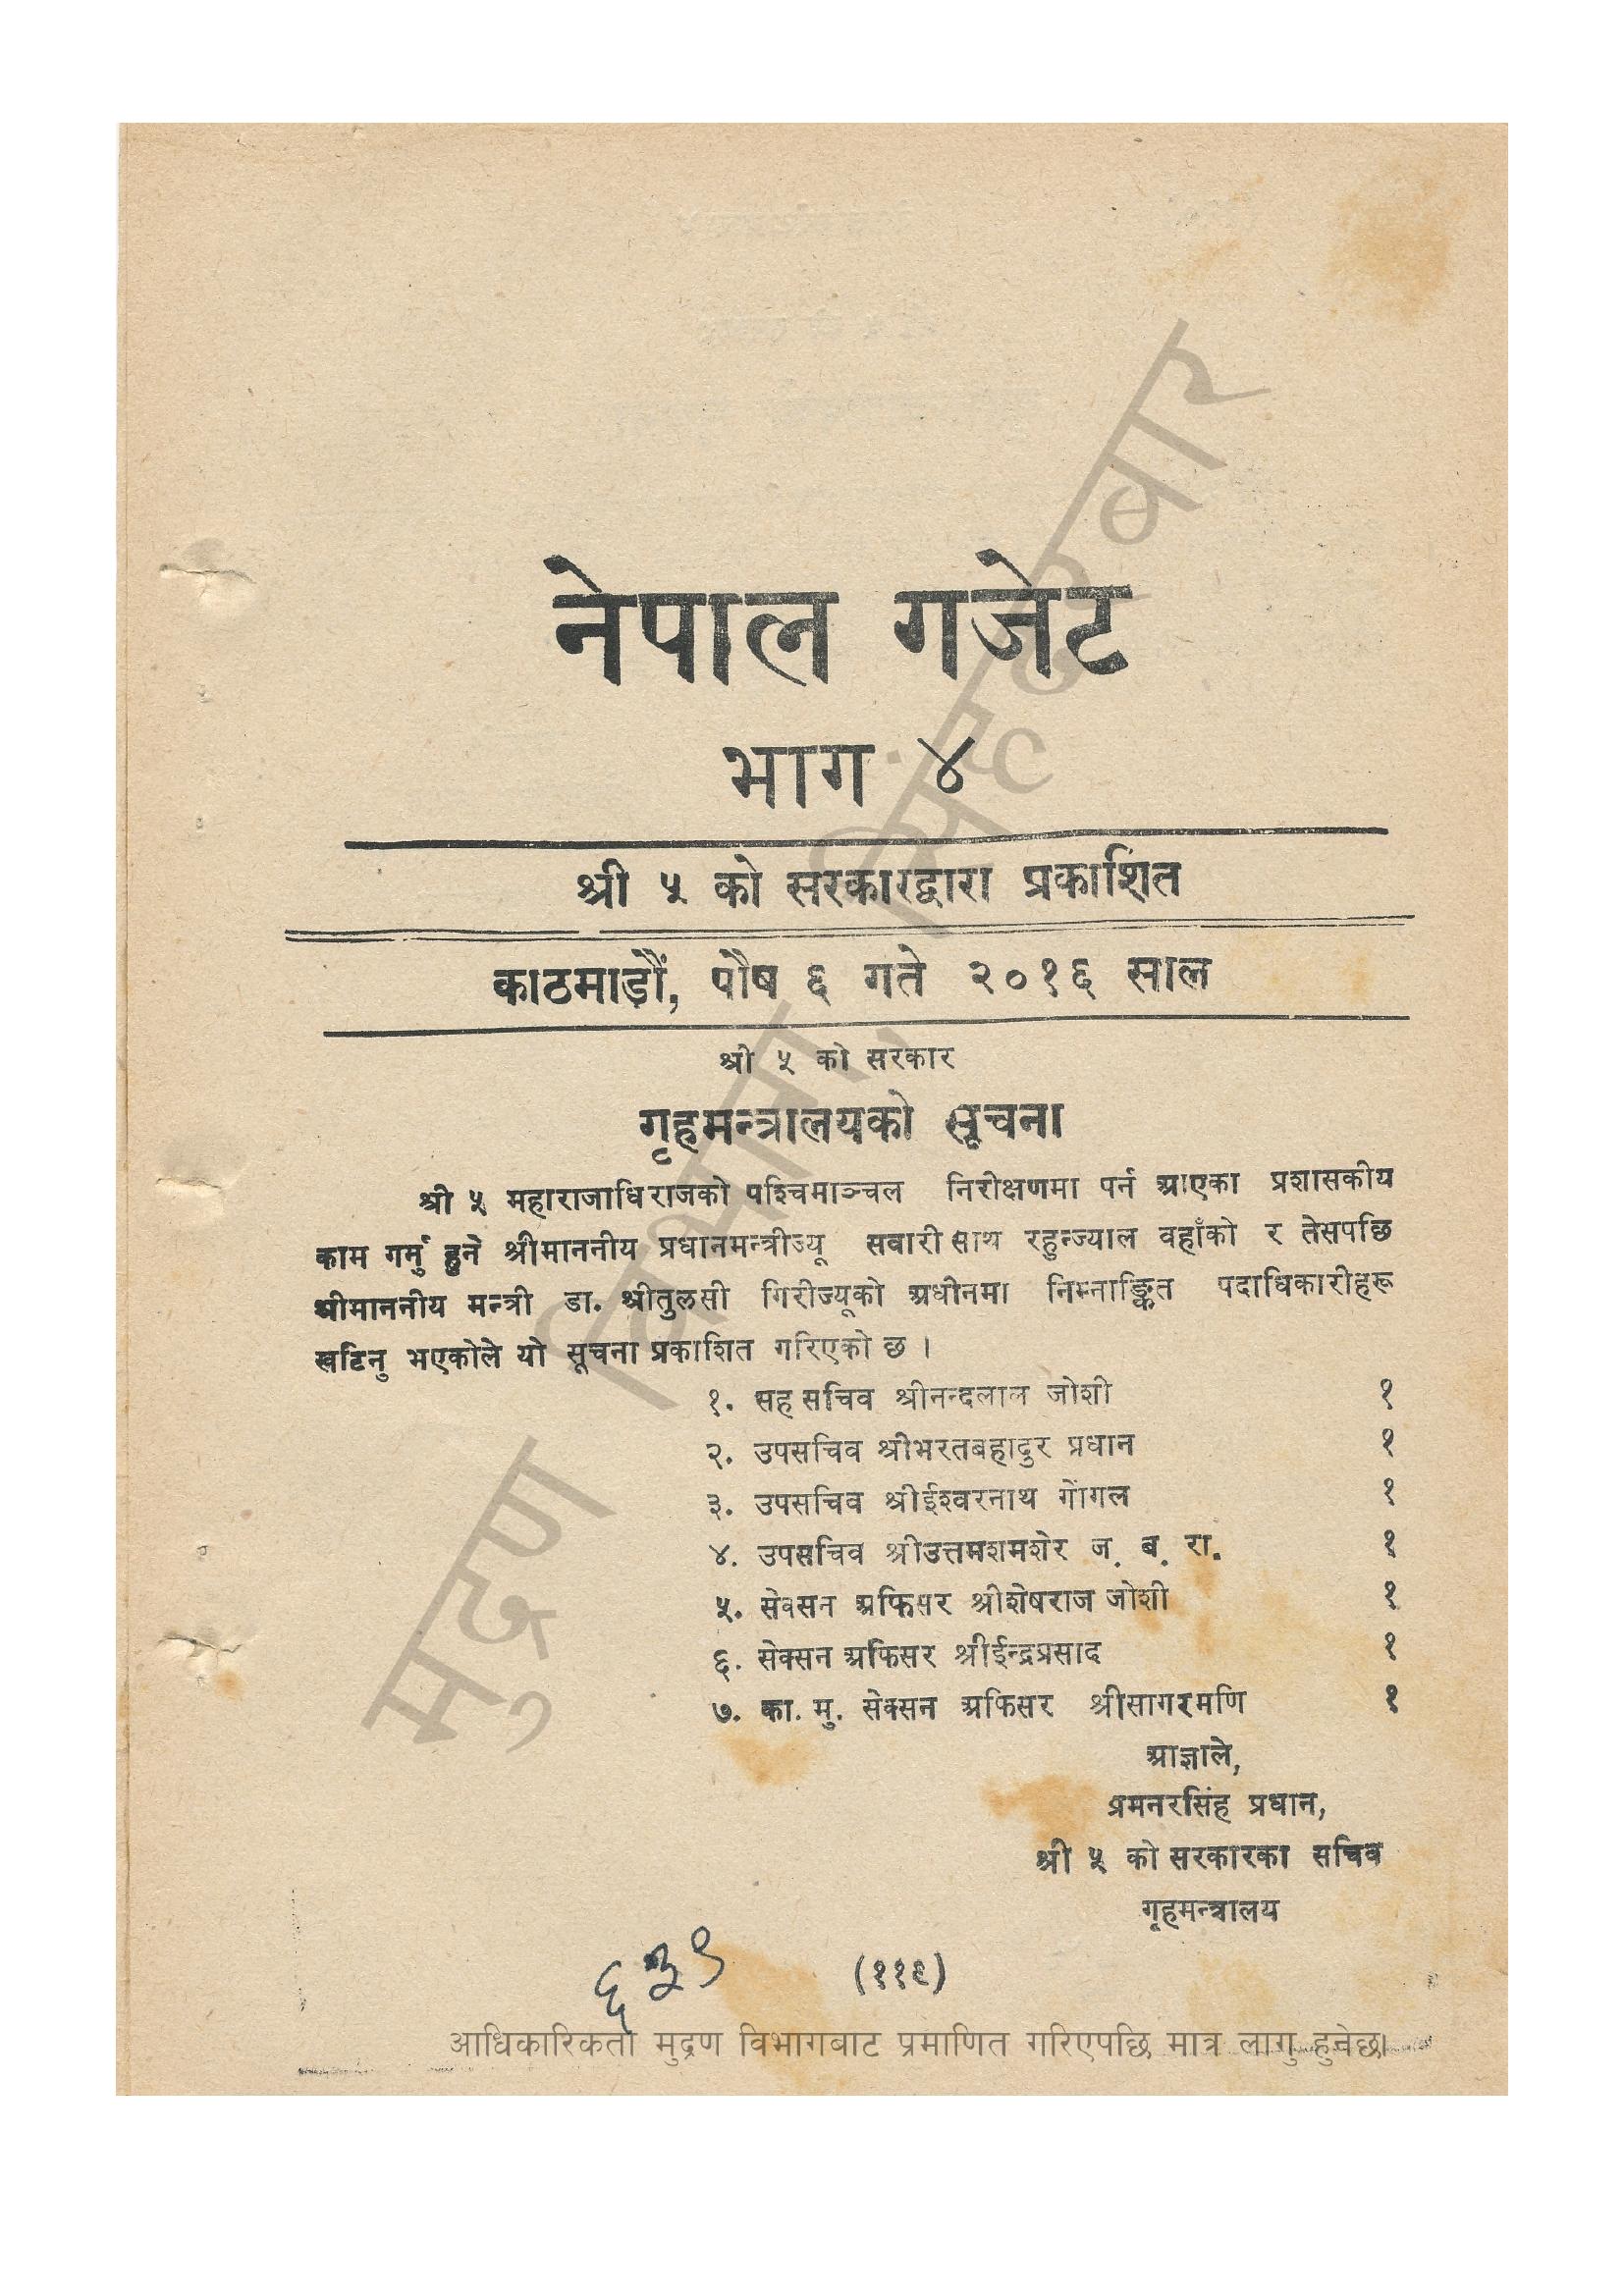 नेपाल गजेट
भाग ४
श्री ५ को सरकारद्वारा प्रकाशित
काठमाडौं, पौष ६ गते २०१६ साल
श्री ५ को सरकार
गृहमन्त्रालयको सूचना
श्री ५ महाराजाधिराजको पश्चिमाञ्चल निरीक्षणमा पर्न आएका प्रशासकीय
काम गर्नु हुने श्रीमाननीय प्रधानमन्त्रीज्यू सवारी साथ रहुन्ज्याल वहाँको र तेसपछि
श्रीमाननीय मन्त्री डा. श्रीतुलसी गिरीज्यूको अधीनमा निम्नाङ्कित पदाधिकारीहरू
खटिनु भएकोले यो सूचना प्रकाशित गरिएको छ ।
१. सह सचिव श्रीनन्दलाल जोशी १
२. उपसचिव श्रीभरतबहादुर प्रधान १
३. उपसचिव श्रीईश्वरनाथ गोंगल १
४. उपसचिव श्रीउत्तमशमशेर ज. ब. रा. १
५. सेक्सन अफिसर श्रीशेषराज जोशी १
६. सेक्सन अफिसर श्रीईन्द्रप्रसाद १
७. का. मु. सेक्सन अफिसर श्रीसागरमणि १
आज्ञाले,
प्रमनरसिंह प्रधान,
श्री ५ को सरकारका सचिव
गृहमन्त्रालय
६३९ (११९)
आधिकारिकता मुद्रण विभागबाट प्रमाणित गरिएपछि मात्र लागु हुनेछ।
मुद्रण विभाग, सिंहदरबार